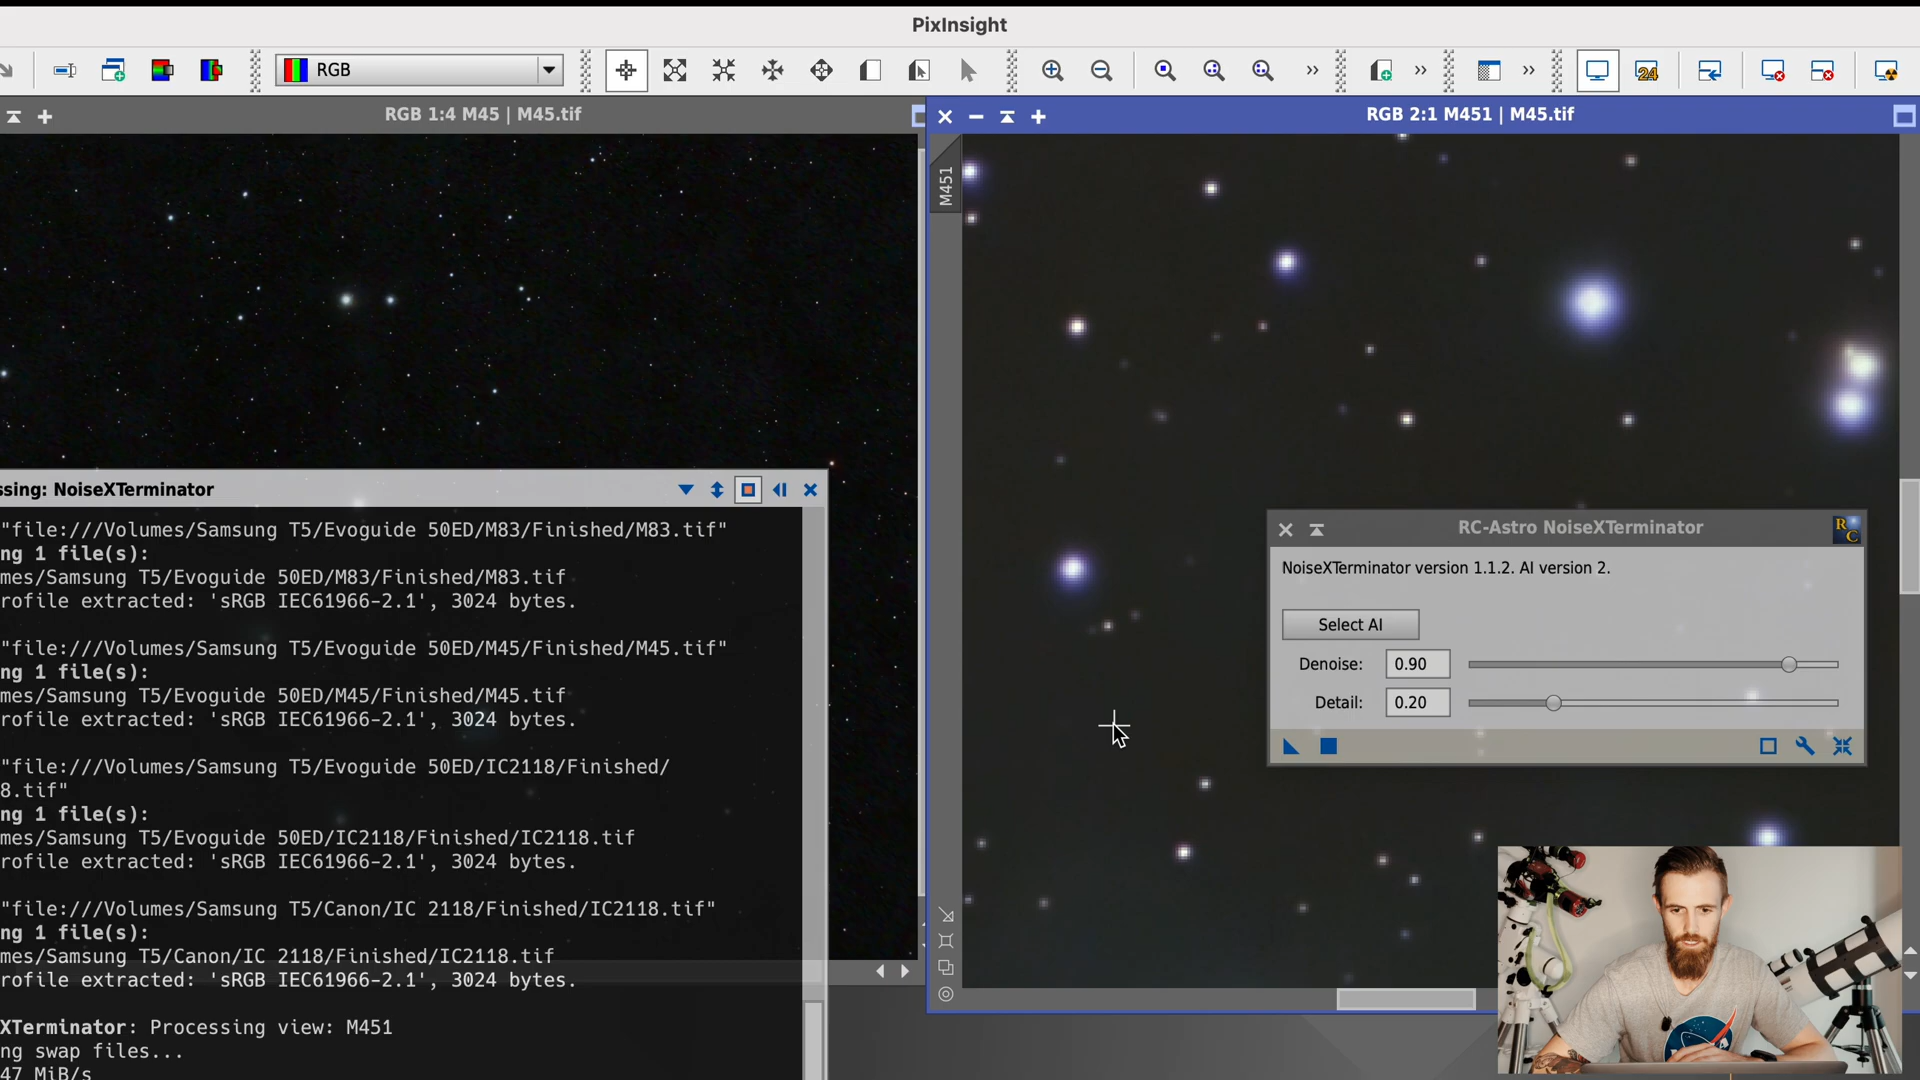 PixInsight
RGB
24
RGB 1:4 M45 | M45.tif
RGB 2:1 M451 | M45.tif
M451
ssing: NoiseXTerminator
"file:///Volumes/Samsung T5/Evoguide 50ED/M83/Finished/M83.tif"
ng 1 file(s):
mes/Samsung T5/Evoguide 50ED/M83/Finished/M83.tif
rofile extracted: 'sRGB IEC61966-2.1', 3024 bytes.
"file:///Volumes/Samsung T5/Evoguide 50ED/M45/Finished/M45.tif"
ng 1 file(s):
mes/Samsung T5/Evoguide 50ED/M45/Finished/M45.tif
rofile extracted: 'sRGB IEC61966-2.1', 3024 bytes.
"file:///Volumes/Samsung T5/Evoguide 50ED/IC2118/Finished/
8.tif"
ng 1 file(s):
mes/Samsung T5/Evoguide 50ED/IC2118/Finished/IC2118.tif
rofile extracted: 'sRGB IEC61966-2.1', 3024 bytes.
"file:///Volumes/Samsung T5/Canon/IC 2118/Finished/IC2118.tif"
ng 1 file(s):
mes/Samsung T5/Canon/IC 2118/Finished/IC2118.tif
rofile extracted: 'sRGB IEC61966-2.1', 3024 bytes.
XTerminator: Processing view: M451
ng swap files...
47 MiB/s
RC-Astro NoiseXTerminator
R C
NoiseXTerminator version 1.1.2. AI version 2.
Select AI
Denoise: 0.90
Detail: 0.20